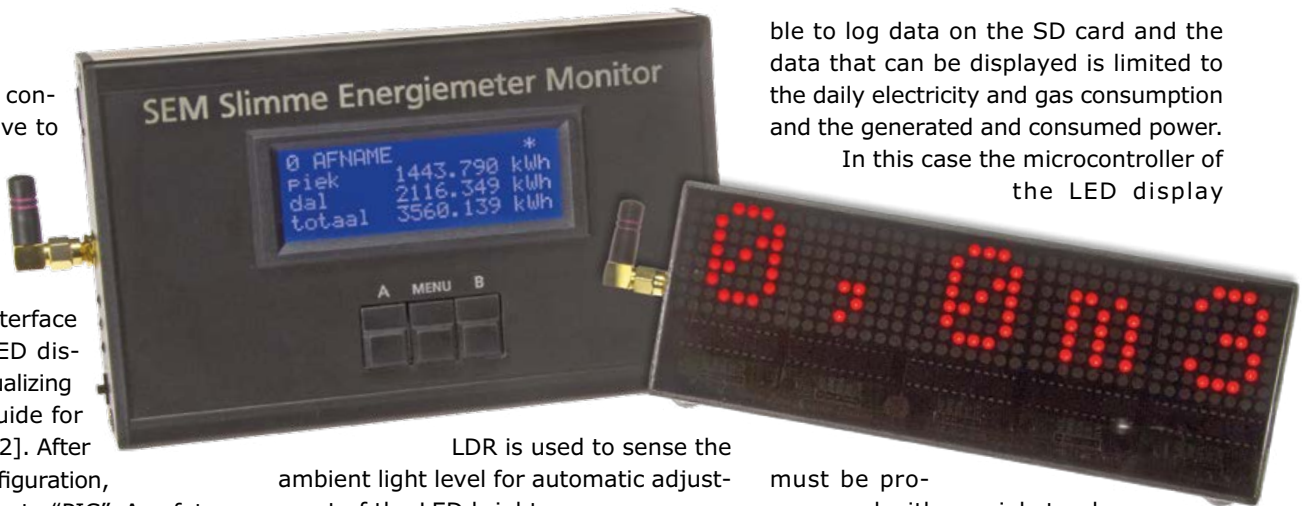 con-
ve to
terface
ED dis-
ualizing
uide for
2]. After
figuration,
SEM Slimme Energiemeter Monitor
0 AFNAME *
piek 1443.790 kWh
dal 2116.349 kWh
totaal 3560.139 kWh
A MENU B
LDR is used to sense the
ambient light level for automatic adjust-
ble to log data on the SD card and the
data that can be displayed is limited to
the daily electricity and gas consumption
and the generated and consumed power.
In this case the microcontroller of
the LED display
0,0m3
must be pro-